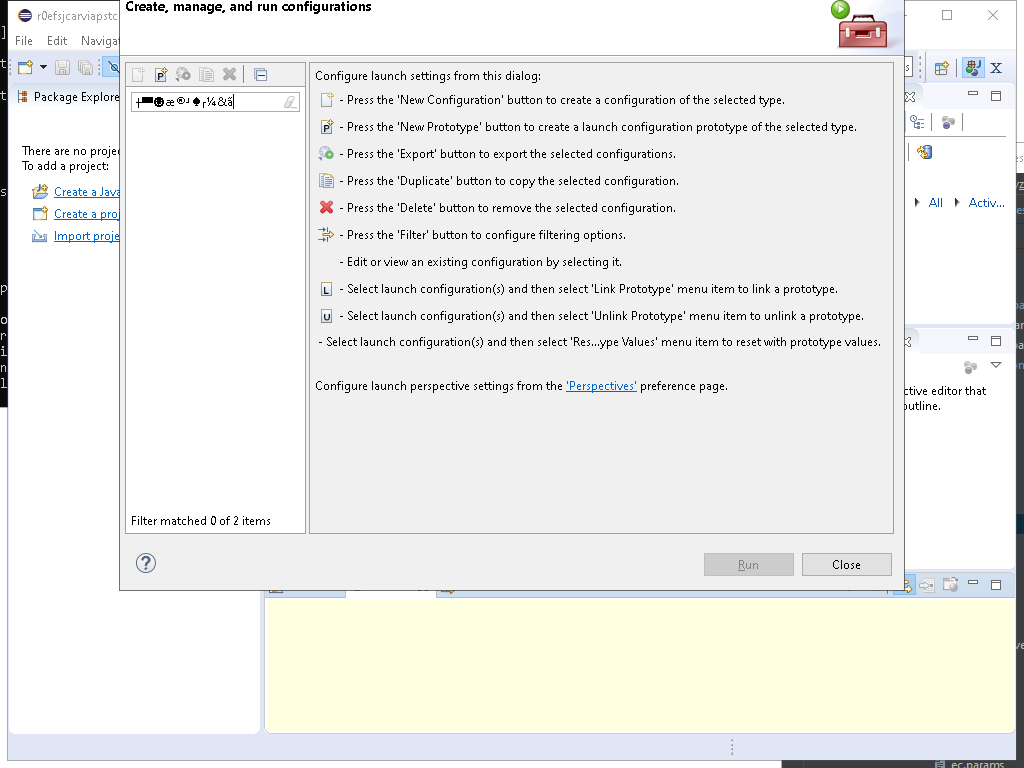 Create, manage, and run configurations
r0efsjcarviapstc
File Edit Navigat
Package Explore
There are no projec
To add a project:
Create a Java
Create a proj
Import proje
Configure launch settings from this dialog:
- Press the 'New Configuration' button to create a configuration of the selected type.
- Press the 'New Prototype' button to create a launch configuration prototype of the selected type.
- Press the 'Export' button to export the selected configurations.
- Press the 'Duplicate' button to copy the selected configuration.
- Press the 'Delete' button to remove the selected configuration.
- Press the 'Filter' button to configure filtering options.
- Edit or view an existing configuration by selecting it.
L - Select launch configuration(s) and then select 'Link Prototype' menu item to link a prototype.
U - Select launch configuration(s) and then select 'Unlink Prototype' menu item to unlink a prototype.
- Select launch configuration(s) and then select 'Res...ype Values' menu item to reset with prototype values.
Configure launch perspective settings from the 'Perspectives' preference page.
Filter matched 0 of 2 items
Run Close
All Activ...
ctive editor that
outline.
ec.params